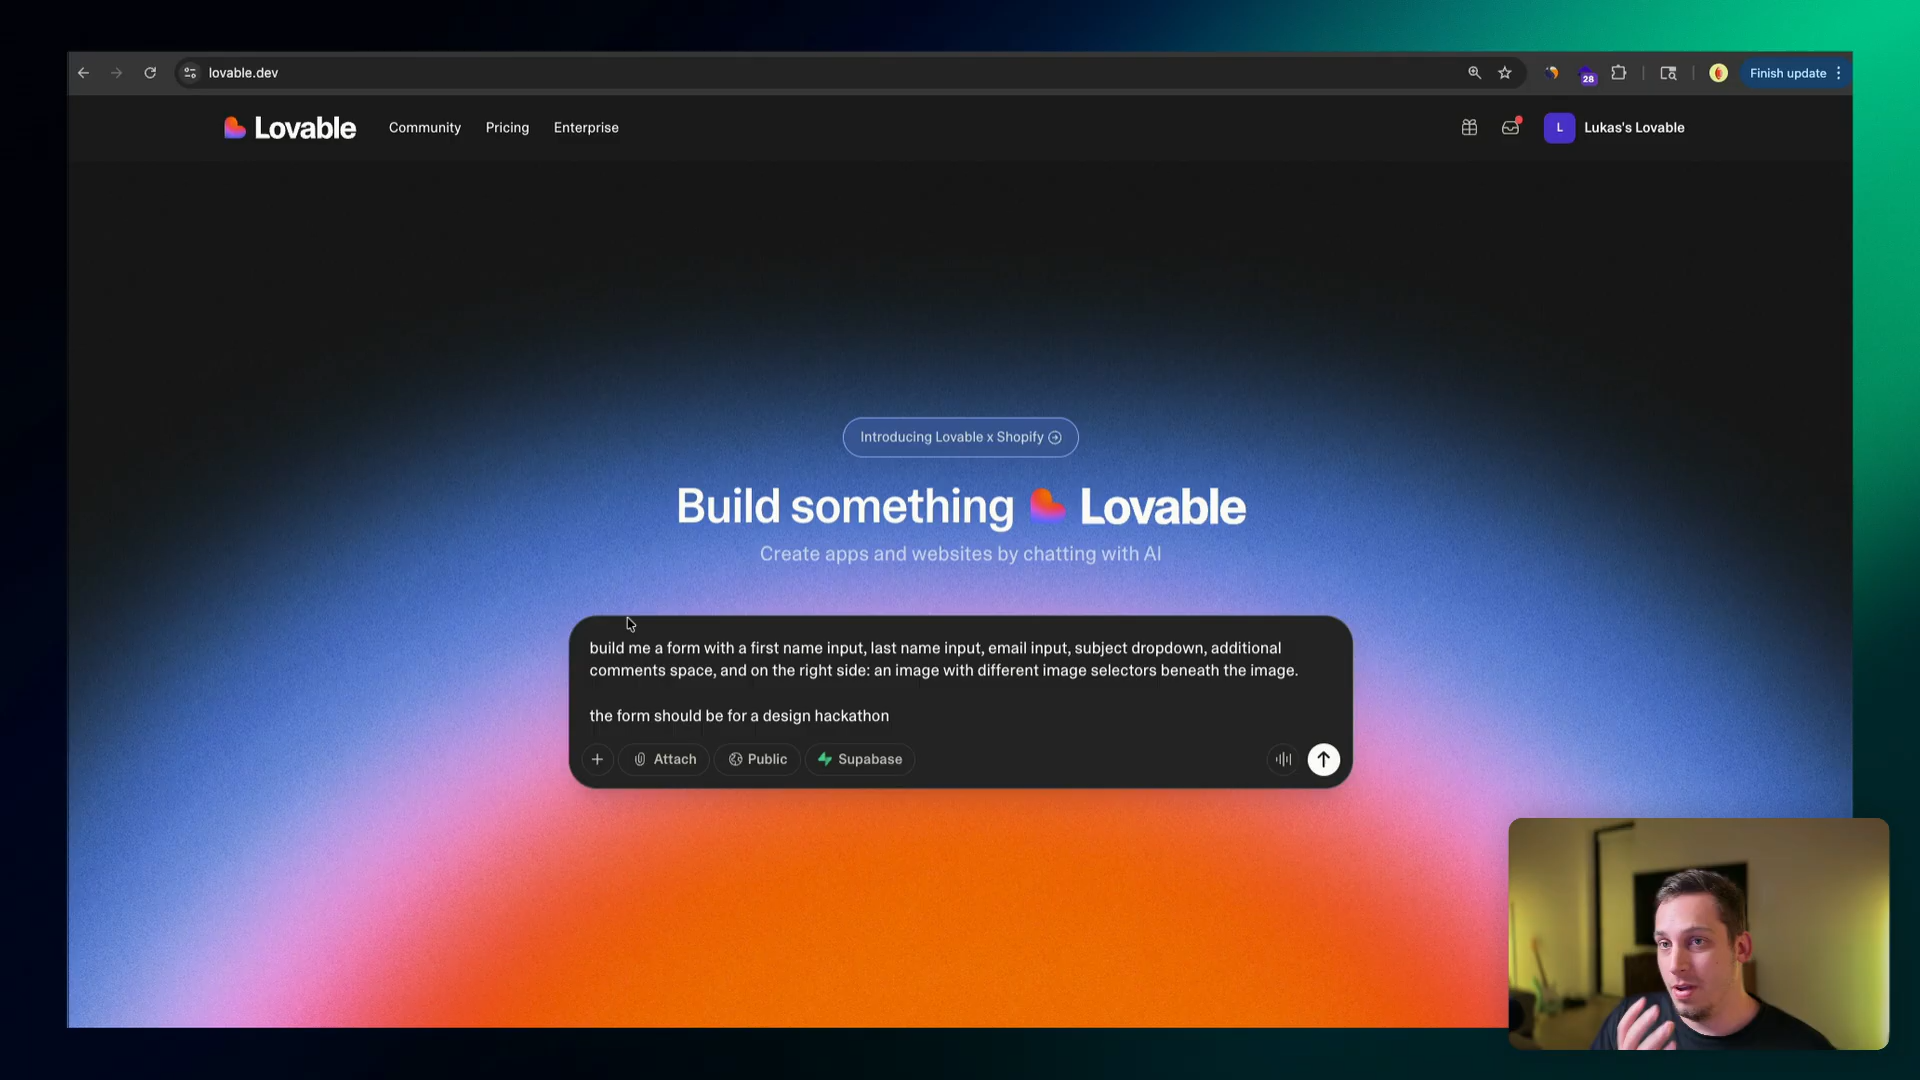 lovable.dev
28
Finish update
Lovable
Community
Pricing
Enterprise
L
Lukas's Lovable
Introducing Lovable x Shopify
Build something Lovable
Create apps and websites by chatting with AI
build me a form with a first name input, last name input, email input, subject dropdown, additional
comments space, and on the right side: an image with different image selectors beneath the image.
the form should be for a design hackathon
Attach
Public
Supabase